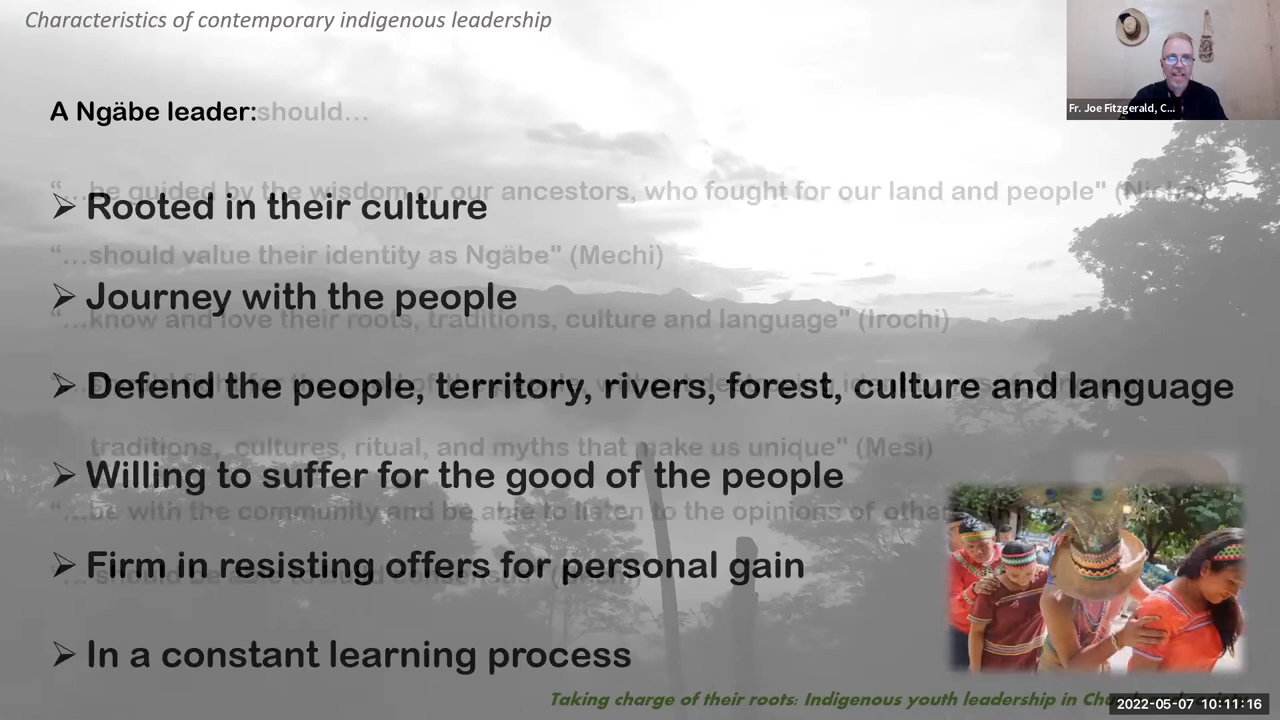 Characteristics of contemporary indigenous leadership
Fr. Joe Fitzgerald, C...
A Ngäbe leader: should...
"...be guided by the wisdom or our ancestors, who fought for our land and people"
➢ Rooted in their culture
"...should value their identity as Ngäbe" (Mechi)
➢ Journey with the people
"...know and love their roots, traditions, culture and language" (Irochi)
➢ Defend the people, territory, rivers, forest, culture and language
traditions, cultures, ritual, and myths that make us unique" (Mesi)
➢ Willing to suffer for the good of the people
"...be with the community and be able to listen to the opinions of
➢ Firm in resisting offers for personal gain
➢ In a constant learning process
Taking charge of their roots: Indigenous youth leadership in
2022-05-07 10:11:16